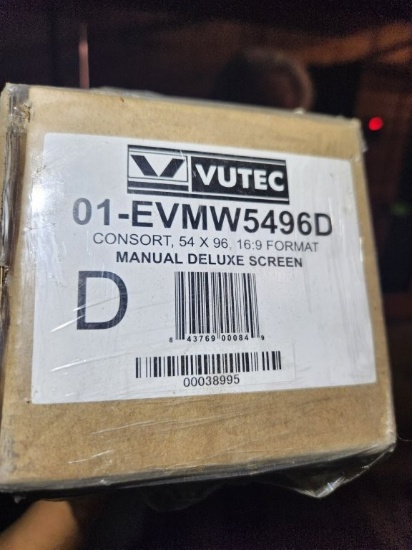 VUTEC
01-EVMW5496D
CONSORT, 54 X 96, 16:9 FORMAT
MANUAL DELUXE SCREEN
D
8 43769 00084 9
00038995